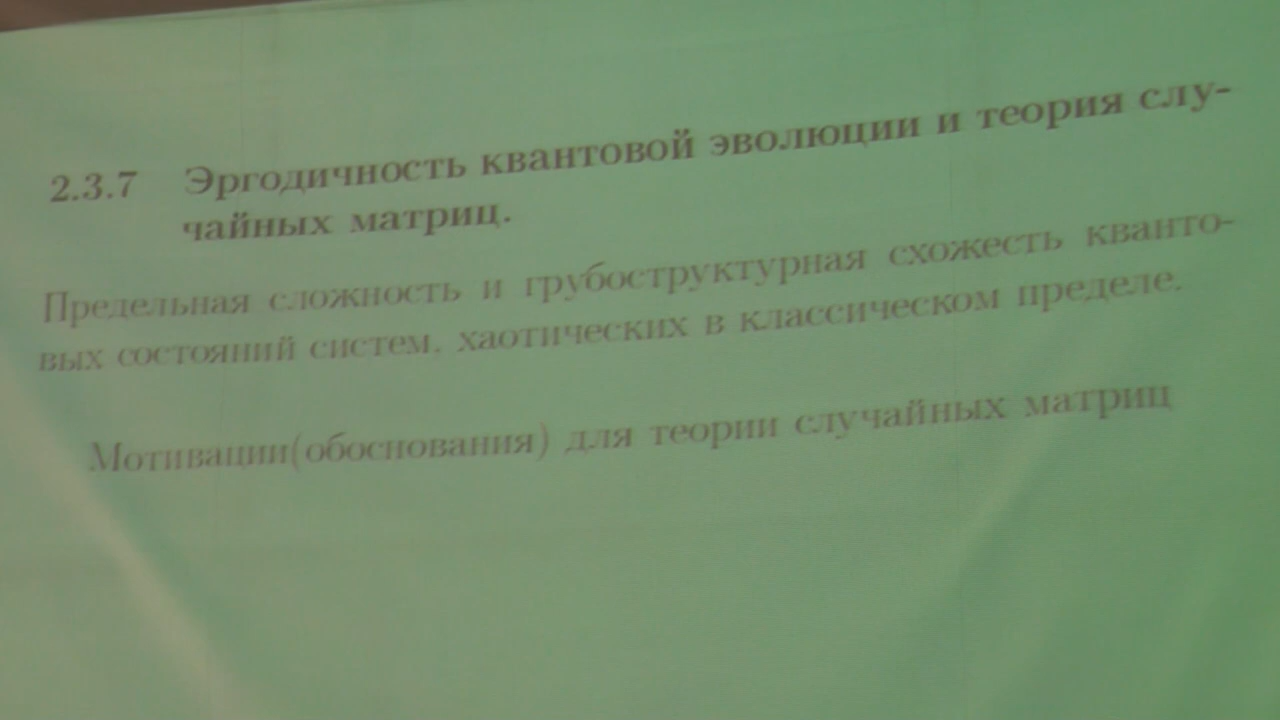 2.3.7 Эргодичность квантовой эволюции и теория слу-
чайных матриц.
Предельная сложность и грубоструктурная схожесть кванто-
вых состояний систем, хаотических в классическом пределе.
Мотивации(обоснования) для теории случайных матриц